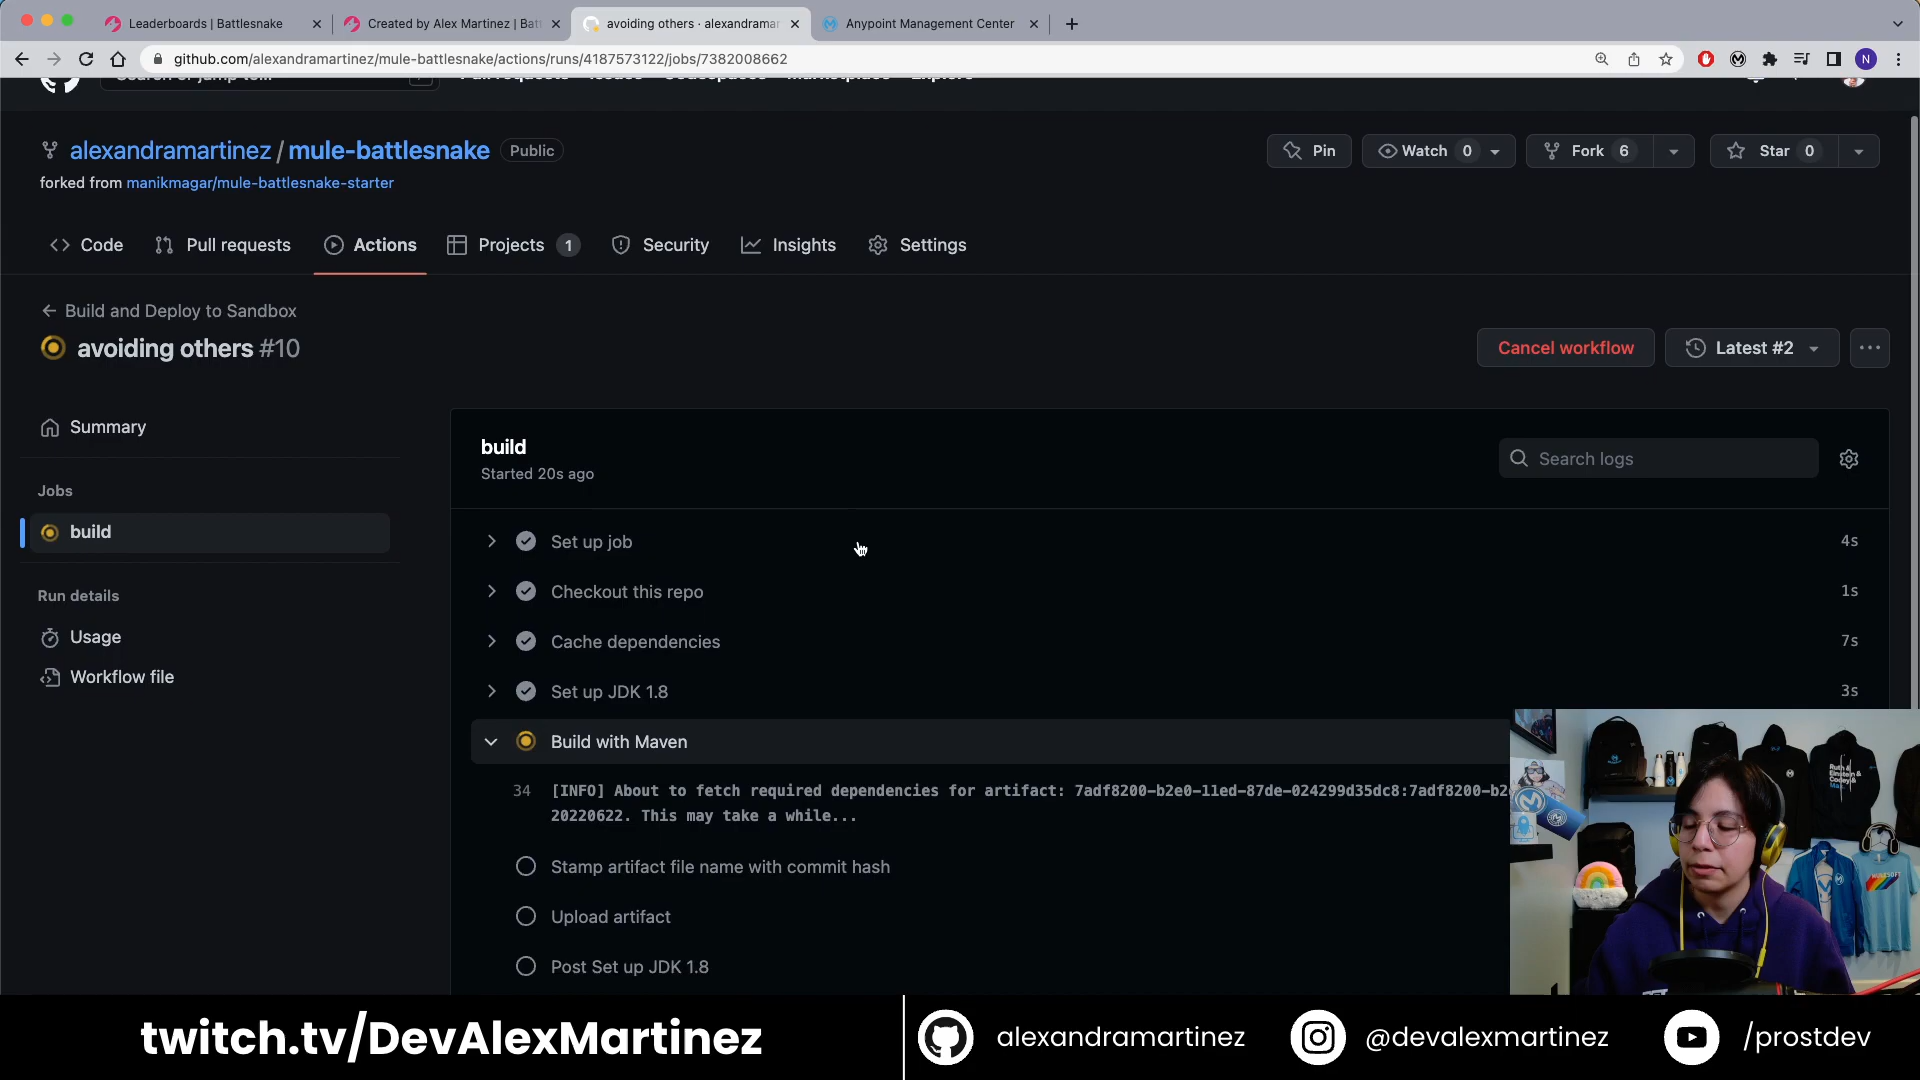 Leaderboards | Battlesnake
Created by Alex Martinez | Batt
avoiding others · alexandramar
Anypoint Management Center
github.com/alexandramartinez/mule-battlesnake/actions/runs/4187573122/jobs/7382008662
N
alexandramartinez / mule-battlesnake Public
Pin
Watch 0
Fork 6
Star 0
forked from manikmagar/mule-battlesnake-starter
Code
Pull requests
Actions
Projects 1
Security
Insights
Settings
Build and Deploy to Sandbox
avoiding others #10
Cancel workflow
Latest #2
Summary
Jobs
build
Run details
Usage
Workflow file
build
Started 20s ago
Search logs
Set up job 4s
Checkout this repo 1s
Cache dependencies 7s
Set up JDK 1.8 3s
Build with Maven
34 [INFO] About to fetch required dependencies for artifact: 7adf8200-b2e0-11ed-87de-024299d35dc8:7adf8200-b2
20220622. This may take a while...
Stamp artifact file name with commit hash
Upload artifact
Post Set up JDK 1.8
twitch.tv/DevAlexMartinez
alexandramartinez
@devalexmartinez
/prostdev